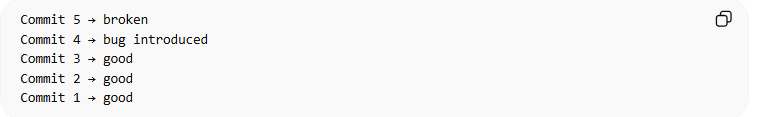 Commit 5 → broken
Commit 4 → bug introduced
Commit 3 → good
Commit 2 → good
Commit 1 → good